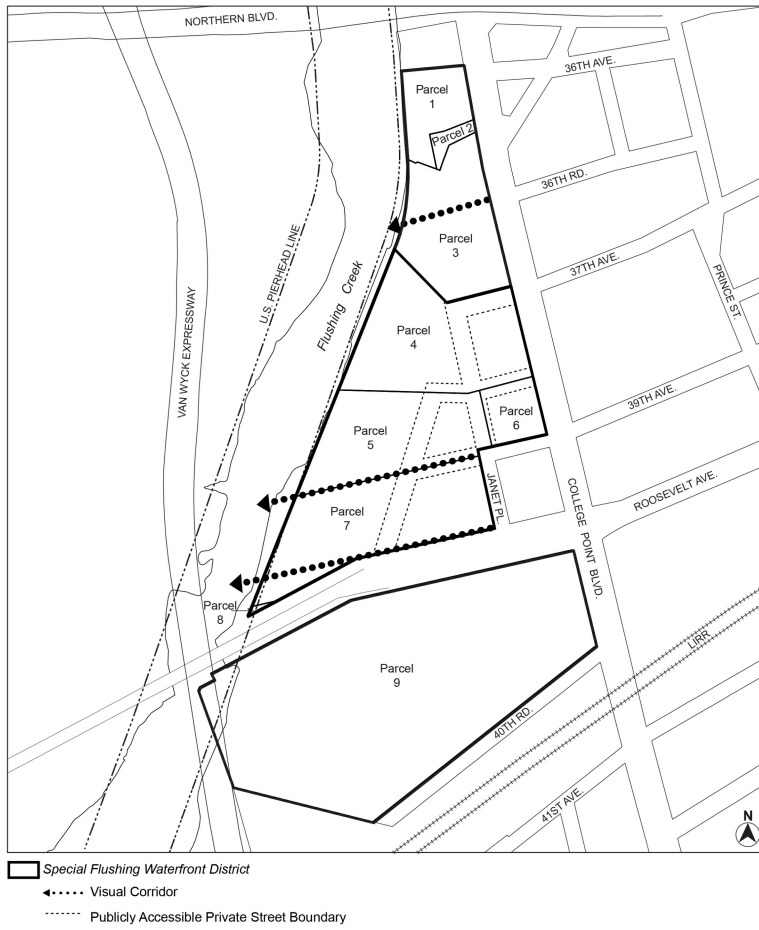 NORTHERN BLVD.
36TH AVE.
Parcel
1
Parcel 2
36TH RD.
Parcel
3
37TH AVE.
PRINCE ST.
U.S. PIERHEAD LINE
Flushing Creek
VAN WYCK EXPRESSWAY
Parcel
4
39TH AVE.
Parcel
5
Parcel
6
ROOSEVELT AVE.
JANET PL.
COLLEGE POINT BLVD.
Parcel
7
Parcel
8
LIRR
Parcel
9
40TH RD.
41ST AVE.
N
Special Flushing Waterfront District
Visual Corridor
Publicly Accessible Private Street Boundary